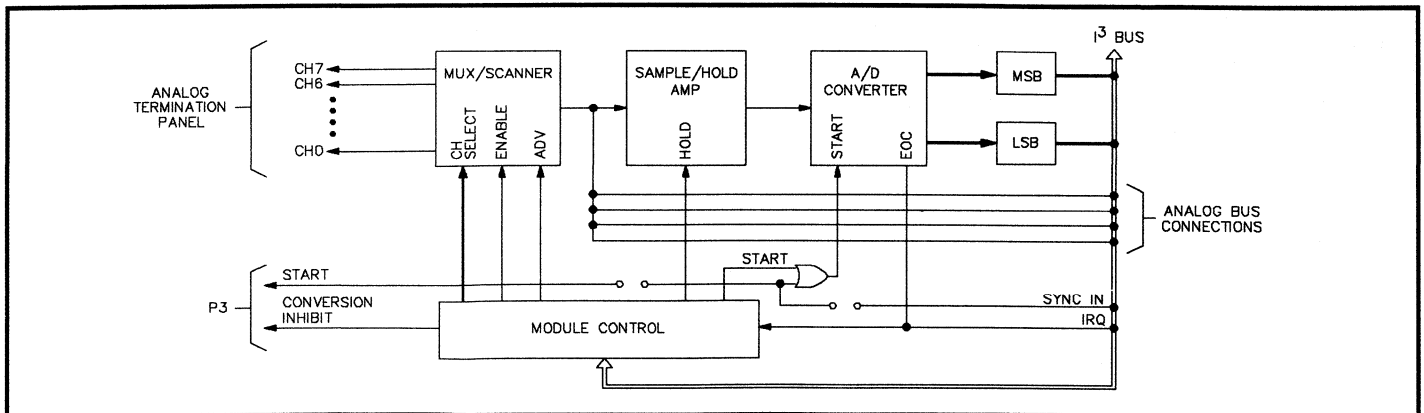 I³ BUS
MUX/SCANNER
CH
SELECT
ENABLE
ADV
SAMPLE/HOLD
AMP
HOLD
A/D
CONVERTER
START
EOC
MSB
LSB
ANALOG
TERMINATION
PANEL
CH7
CH6
CH0
ANALOG BUS
CONNECTIONS
START
P3
START
CONVERSION
INHIBIT
MODULE CONTROL
SYNC IN
IRQ